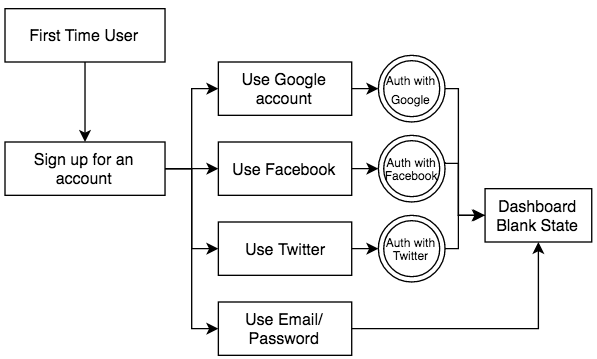 First Time User
Use Google
account
Auth with
Google
Sign up for an
account
Use Facebook
Auth with
Facebook
Dashboard
Blank State
Use Twitter
Auth with
Twitter
Use Email/
Password